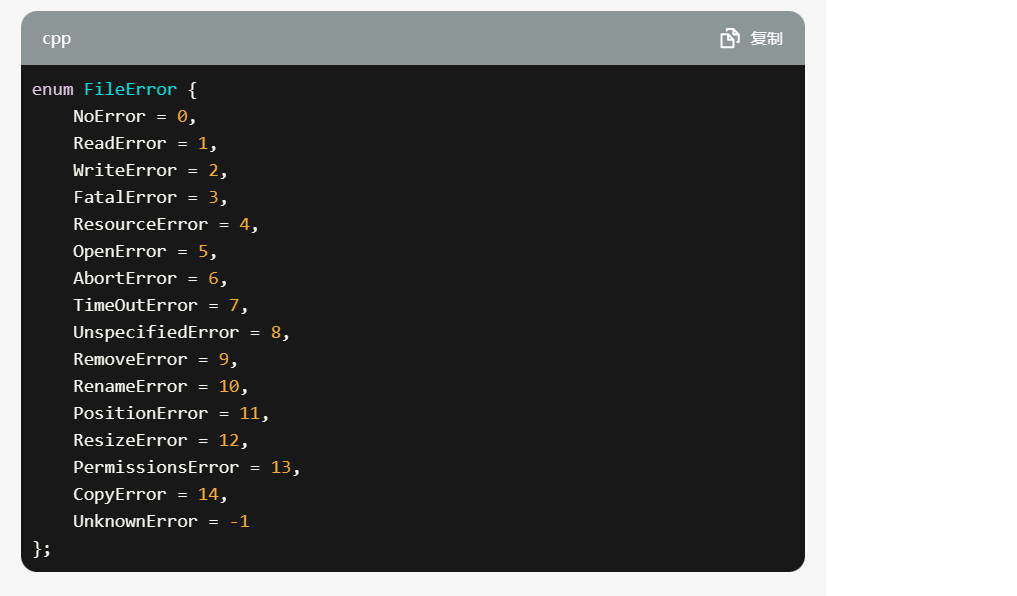 cpp
复制
enum FileError {
    NoError = 0,
    ReadError = 1,
    WriteError = 2,
    FatalError = 3,
    ResourceError = 4,
    OpenError = 5,
    AbortError = 6,
    TimeOutError = 7,
    UnspecifiedError = 8,
    RemoveError = 9,
    RenameError = 10,
    PositionError = 11,
    ResizeError = 12,
    PermissionsError = 13,
    CopyError = 14,
    UnknownError = -1
};